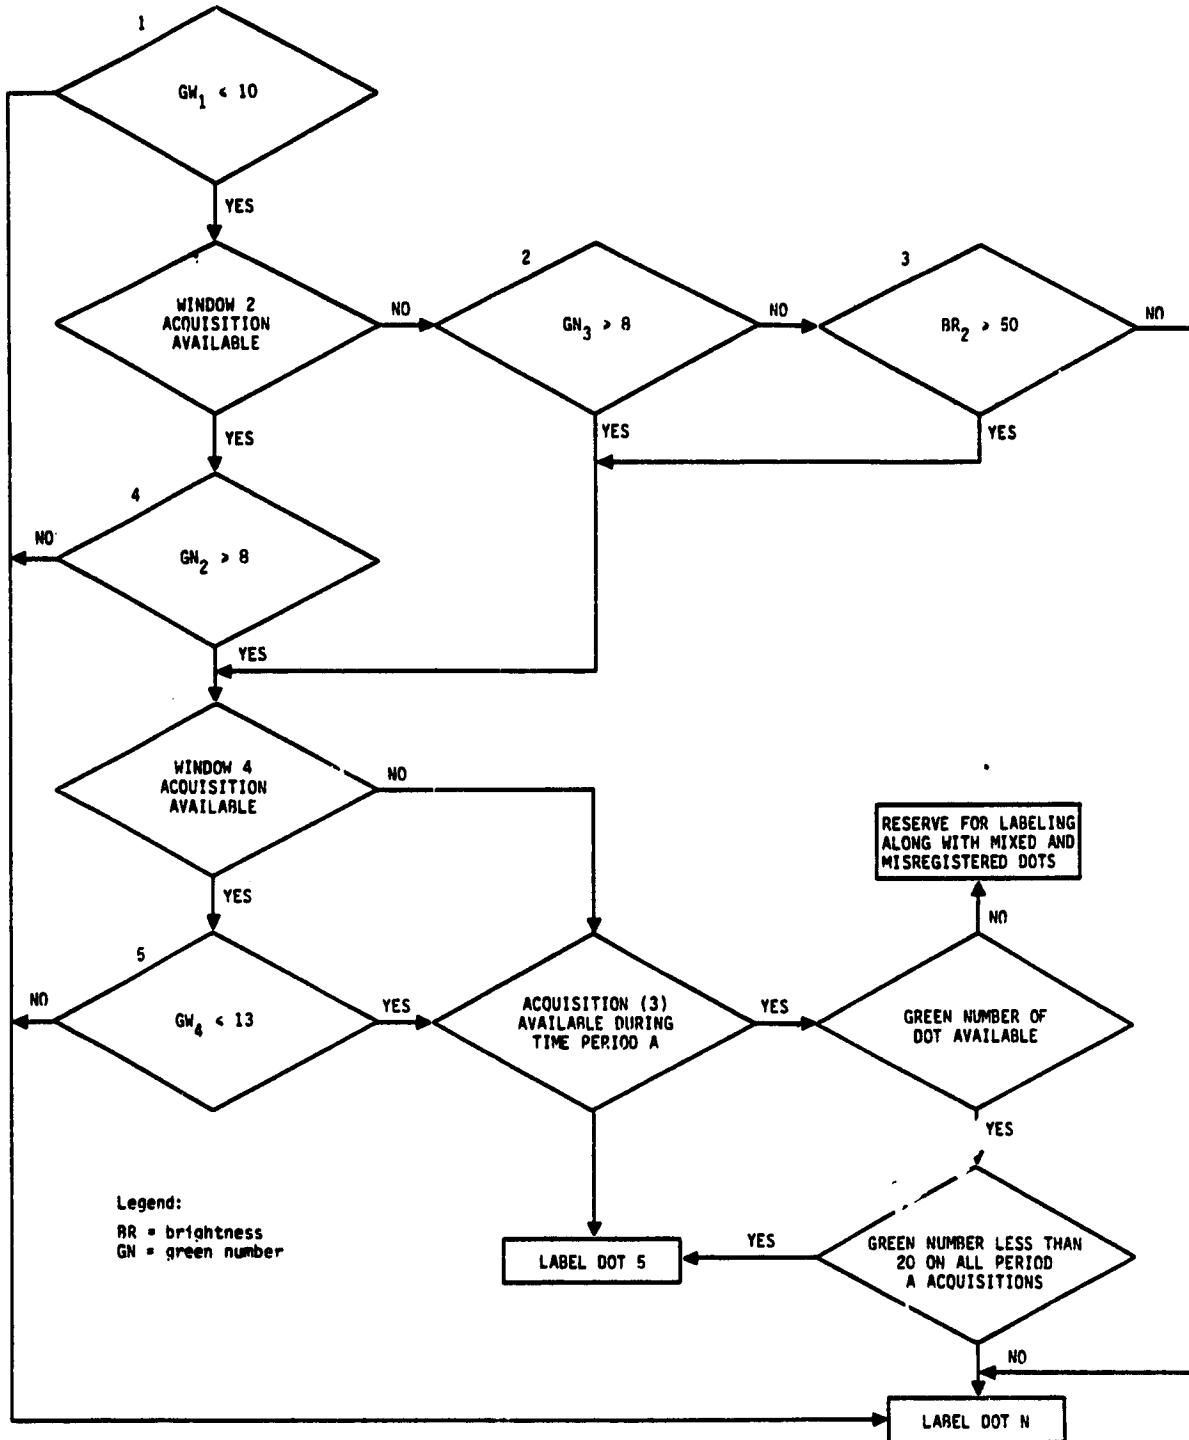 1
GW1 < 10
YES
2
3
WINDOW 2
ACQUISITION
AVAILABLE
NO
GN3 > 8
NO
BR2 > 50
NO
YES
YES
YES
4
NO
GN2 > 8
YES
WINDOW 4
ACQUISITION
AVAILABLE
NO
RESERVE FOR LABELING
ALONG WITH MIXED AND
MISREGISTERED DOTS
YES
NO
5
NO
GW4 < 13
YES
ACQUISITION (3)
AVAILABLE DURING
TIME PERIOD A
YES
GREEN NUMBER OF
DOT AVAILABLE
YES
Legend:
BR = brightness
GN = green number
LABEL DOT 5
YES
GREEN NUMBER LESS THAN
20 ON ALL PERIOD
A ACQUISITIONS
NO
LABEL DOT N